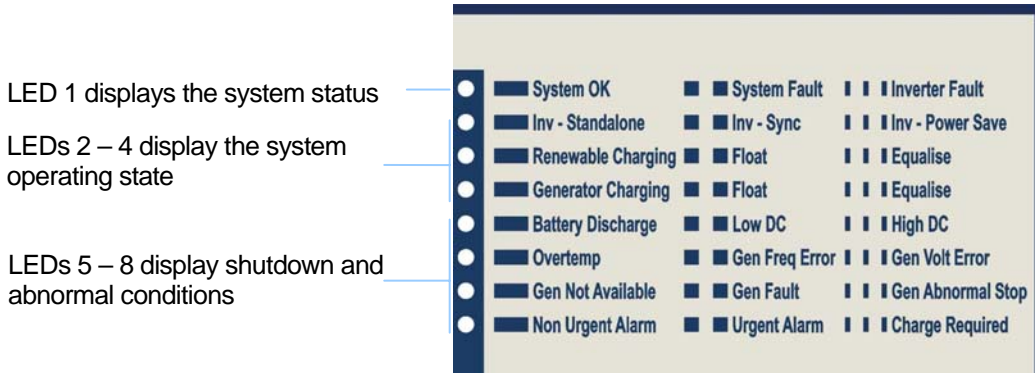 LED 1 displays the system status
LEDs 2 – 4 display the system
operating state
LEDs 5 – 8 display shutdown and
abnormal conditions
System OK System Fault Inverter Fault
Inv - Standalone Inv - Sync Inv - Power Save
Renewable Charging Float Equalise
Generator Charging Float Equalise
Battery Discharge Low DC High DC
Overtemp Gen Freq Error Gen Volt Error
Gen Not Available Gen Fault Gen Abnormal Stop
Non Urgent Alarm Urgent Alarm Charge Required